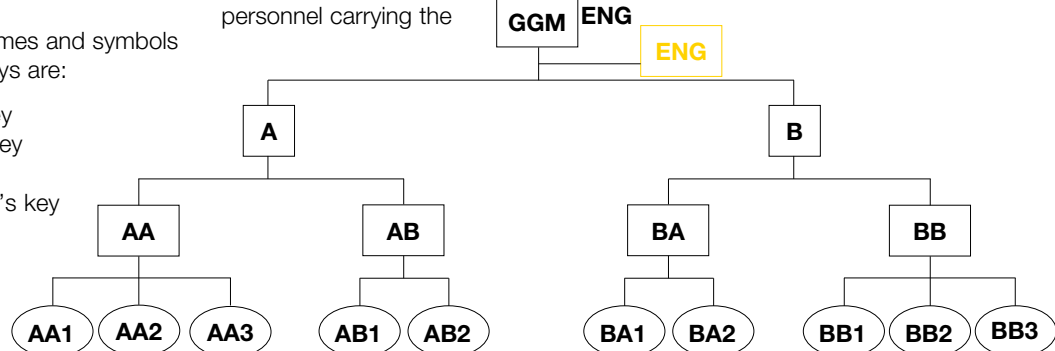 personnel carrying the
mes and symbols
ys are:
ey
ey
's key
GGM ENG
ENG
A B
AA AB BA BB
AA1 AA2 AA3 AB1 AB2 BA1 BA2 BB1 BB2 BB3